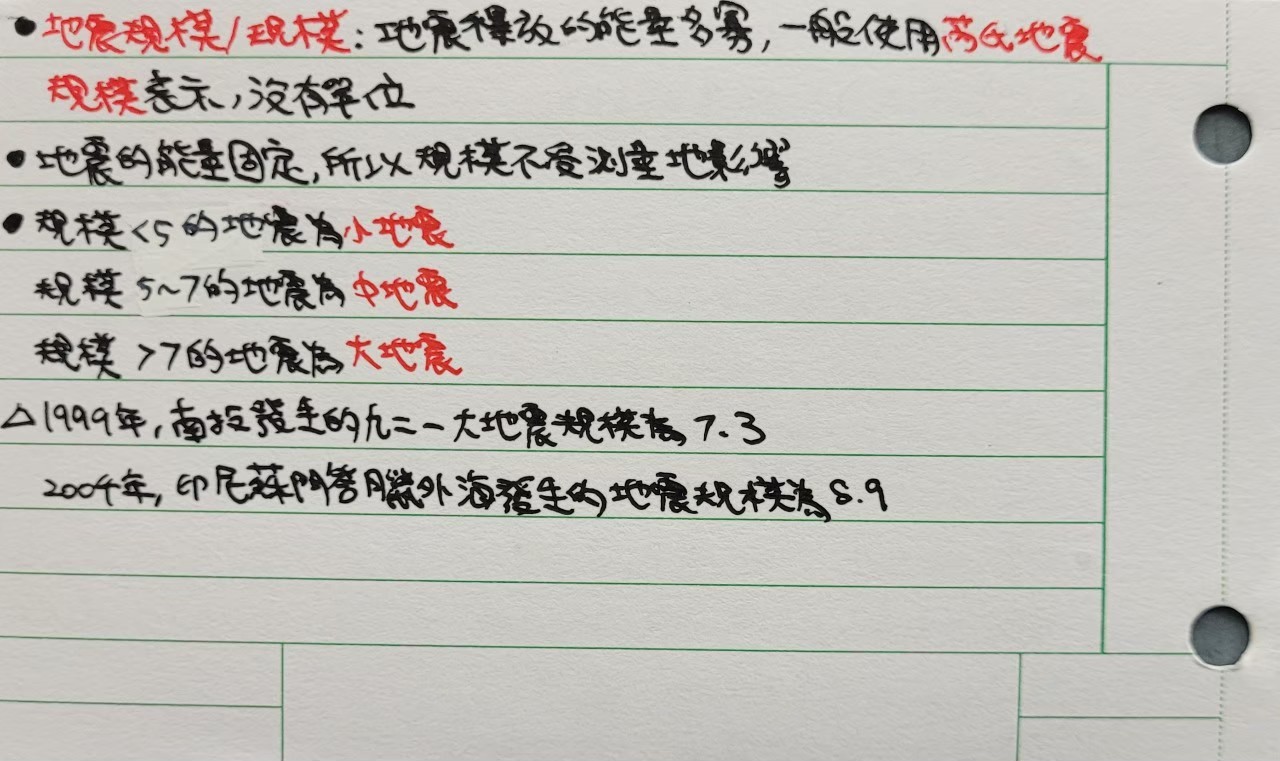 • 地震規模/規模：地震釋放的能量多寡，一般使用芮氏地震
規模表示，沒有單位
• 地震的能量固定，所以規模不受測量地影響
• 規模<5的地震為小地震
規模5~7的地震為中地震
規模>7的地震為大地震
△1999年，南投發生的九二一大地震規模為7.3
2004年，印尼蘇門答臘外海發生的地震規模為8.9